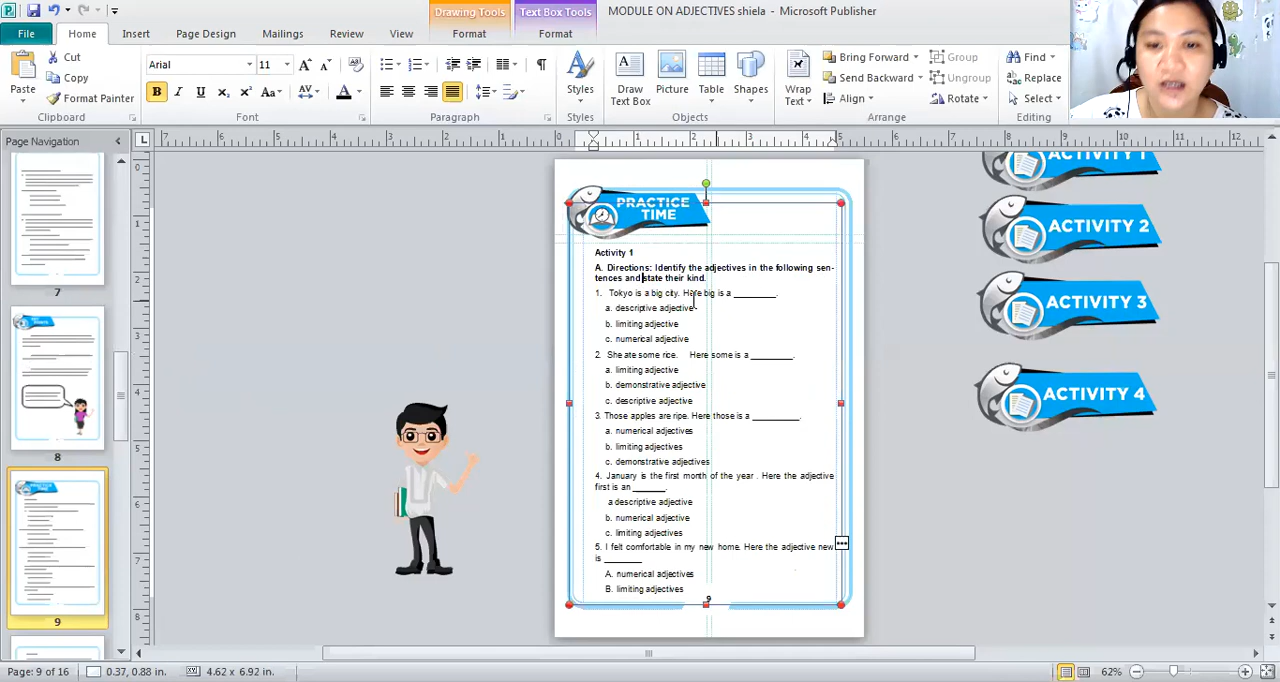 Drawing Tools
Text Box Tools
MODULE ON ADJECTIVES shiela - Microsoft Publisher
File
Home
Insert
Page Design
Mailings
Review
View
Format
Format
Paste
Cut
Copy
Format Painter
Clipboard
Arial
11
Font
Paragraph
Styles
Styles
Draw Text Box
Picture
Table
Shapes
Objects
Wrap Text
Bring Forward
Send Backward
Align
Group
Ungroup
Rotate
Arrange
Find
Replace
Select
Editing
Page Navigation
7
8
9
PRACTICE
TIME
Activity 1
A. Directions: Identify the adjectives in the following sen-
tences and state their kind.
1. Tokyo is a big city. Here big is a ________.
a. descriptive adjective
b. limiting adjective
c. numerical adjective
2. She ate some rice. Here some is a ________.
a. limiting adjective
b. demonstrative adjective
c. descriptive adjective
3. Those apples are ripe. Here those is a _________.
a. numerical adjectives
b. limiting adjectives
c. demonstrative adjectives
4. January is the first month of the year . Here the adjective
first is an ______.
a descriptive adjective
b. numerical adjective
c. limiting adjectives
5. I felt comfortable in my new home. Here the adjective new
is _______
A. numerical adjectives
B. limiting adjectives
9
ACTIVITY 1
ACTIVITY 2
ACTIVITY 3
ACTIVITY 4
Page: 9 of 16
0.37, 0.88 in.
4.62 x 6.92 in.
62%